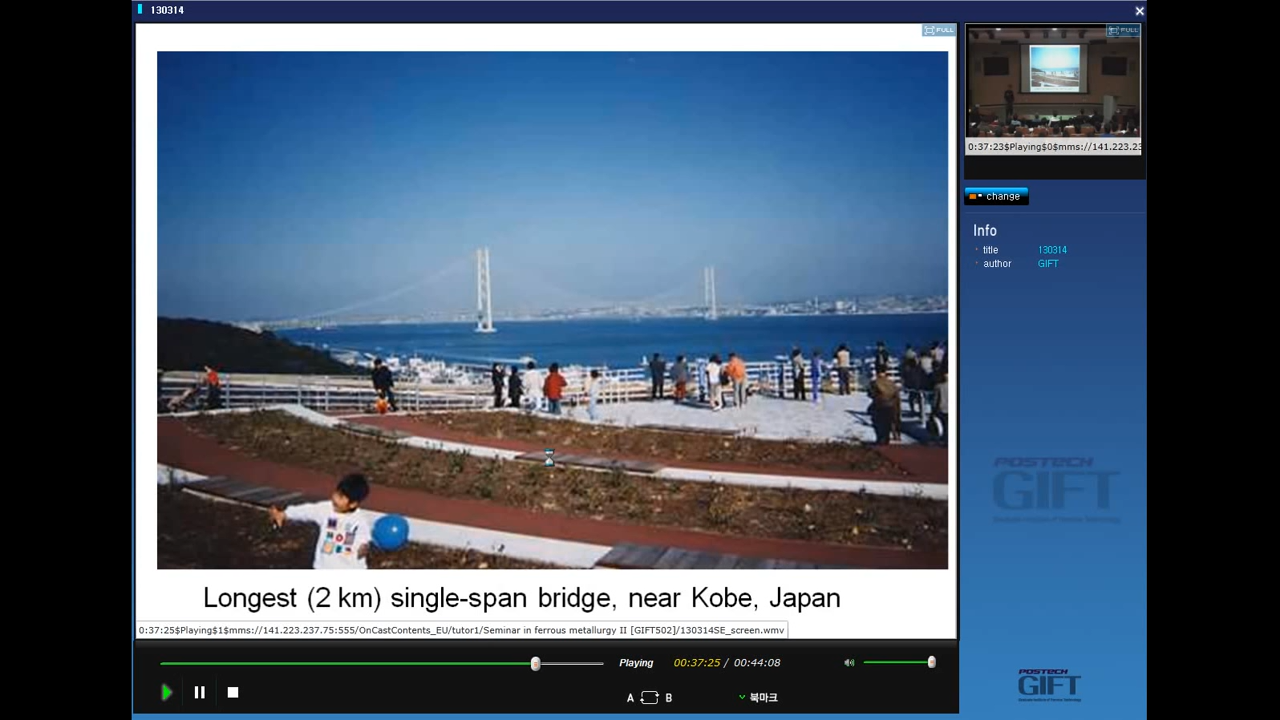 130314
FULL
FULL
0:37:23$Playing$0$mms://141.223.23
change
Info
title 130314
author GIFT
POSTECH
GIFT
Longest (2 km) single-span bridge, near Kobe, Japan
0:37:25$Playing$1$mms://141.223.237.75:555/OnCastContents_EU/tutor1/Seminar in ferrous metallurgy II [GIFT502]/130314SE_screen.wmv
Playing 00:37:25 / 00:44:08
A B 북마크
POSTECH
GIFT